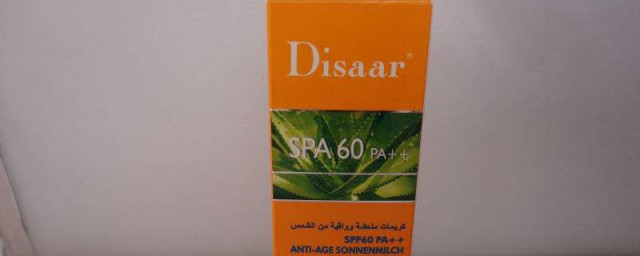 Disaar®
SPA 60 PA++
كريمات منعشة وواقية من الشمس
SPF60 PA++
ANTI-AGE SONNENMILCH